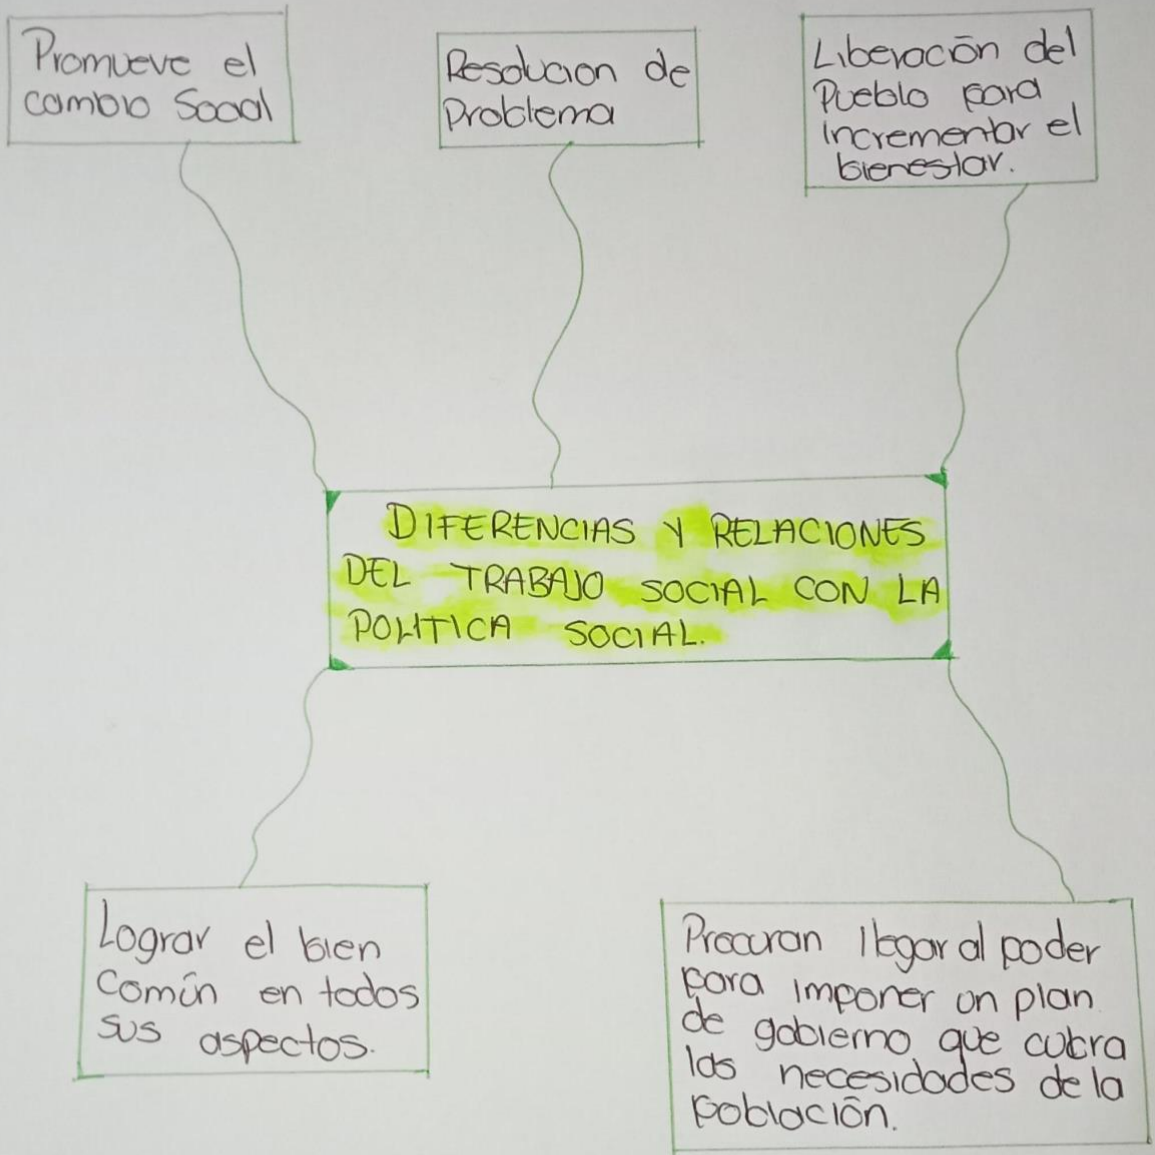 Promueve el
cambio Social
Resolucion de
Problema
Liberación del
Pueblo para
incrementar el
bienestar.
DIFERENCIAS Y RELACIONES
DEL TRABAJO SOCIAL CON LA
POLITICA SOCIAL.
Lograr el bien
Común en todos
sus aspectos.
Procuran llegar al poder
para imponer un plan
de gobierno que cubra
las necesidades de la
población.